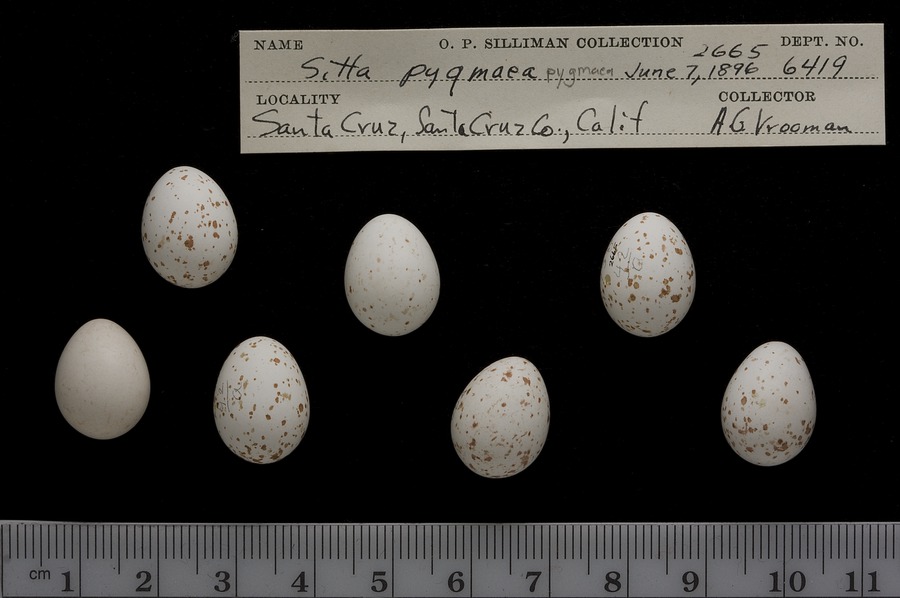 NAME O. P. SILLIMAN COLLECTION 2665 DEPT. NO.
Sitta pygmaea pygmaea June 7, 1896 6419
LOCALITY COLLECTOR
Santa Cruz, Santa Cruz Co., Calif A G Vrooman
cm 1 2 3 4 5 6 7 8 9 10 11